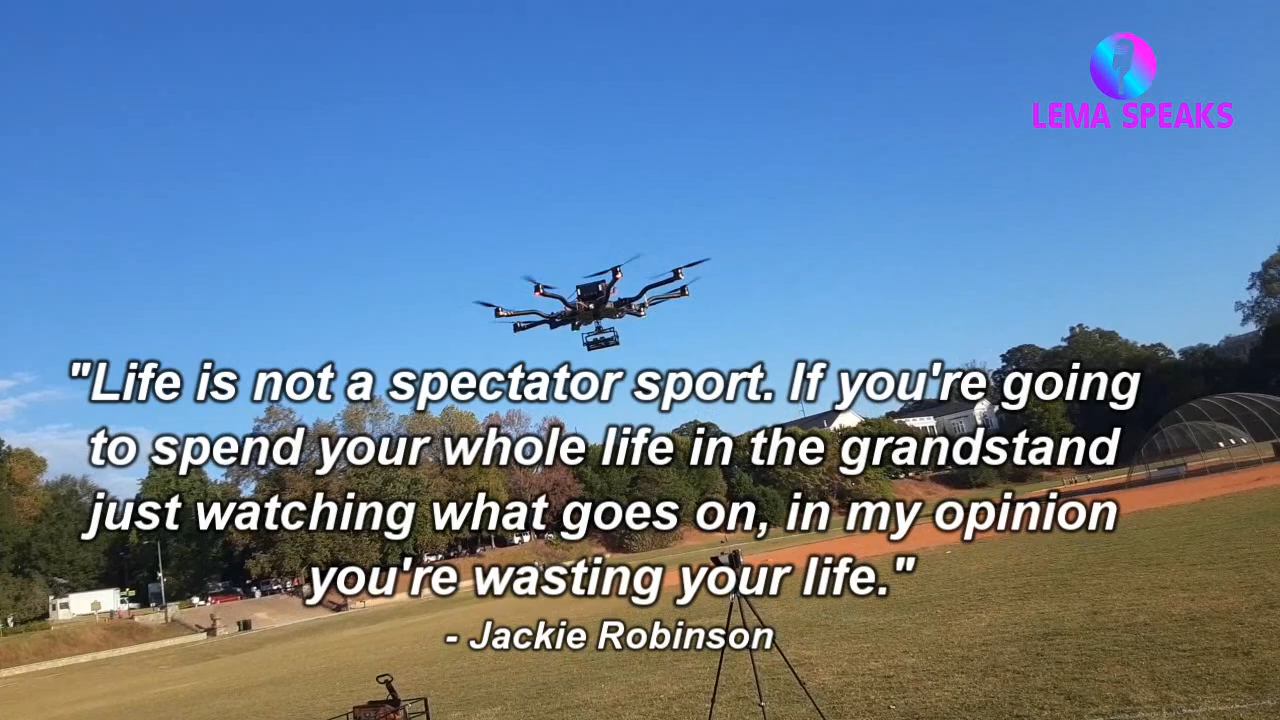 LEMA SPEAKS
"Life is not a spectator sport. If you're going
to spend your whole life in the grandstand
just watching what goes on, in my opinion
you're wasting your life."
- Jackie Robinson